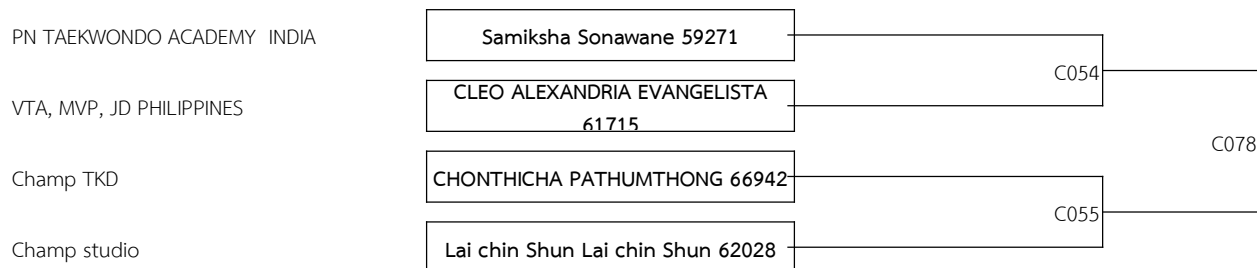 PN TAEKWONDO ACADEMY  INDIA
Samiksha Sonawane 59271
C054
VTA, MVP, JD PHILIPPINES
CLEO ALEXANDRIA EVANGELISTA
61715
C078
Champ TKD
CHONTHICHA PATHUMTHONG 66942
C055
Champ studio
Lai chin Shun Lai chin Shun 62028